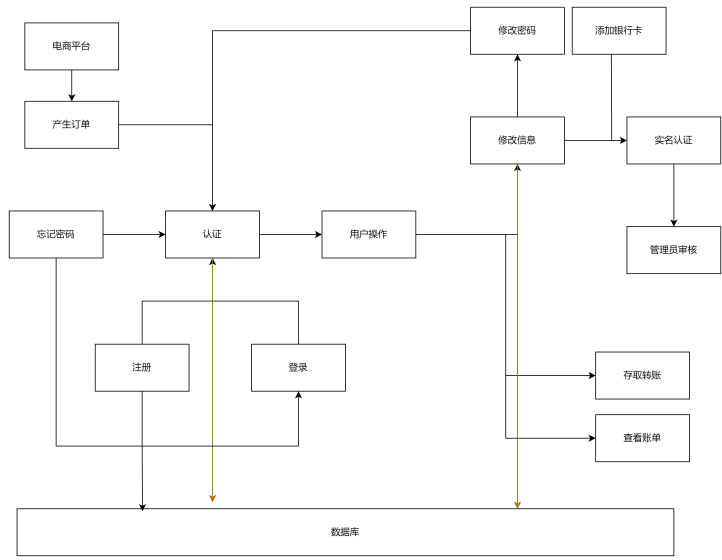 修改密码
添加银行卡
电商平台
产生订单
修改信息
实名认证
忘记密码
认证
用户操作
管理员审核
注册
登录
存取转账
查看账单
数据库